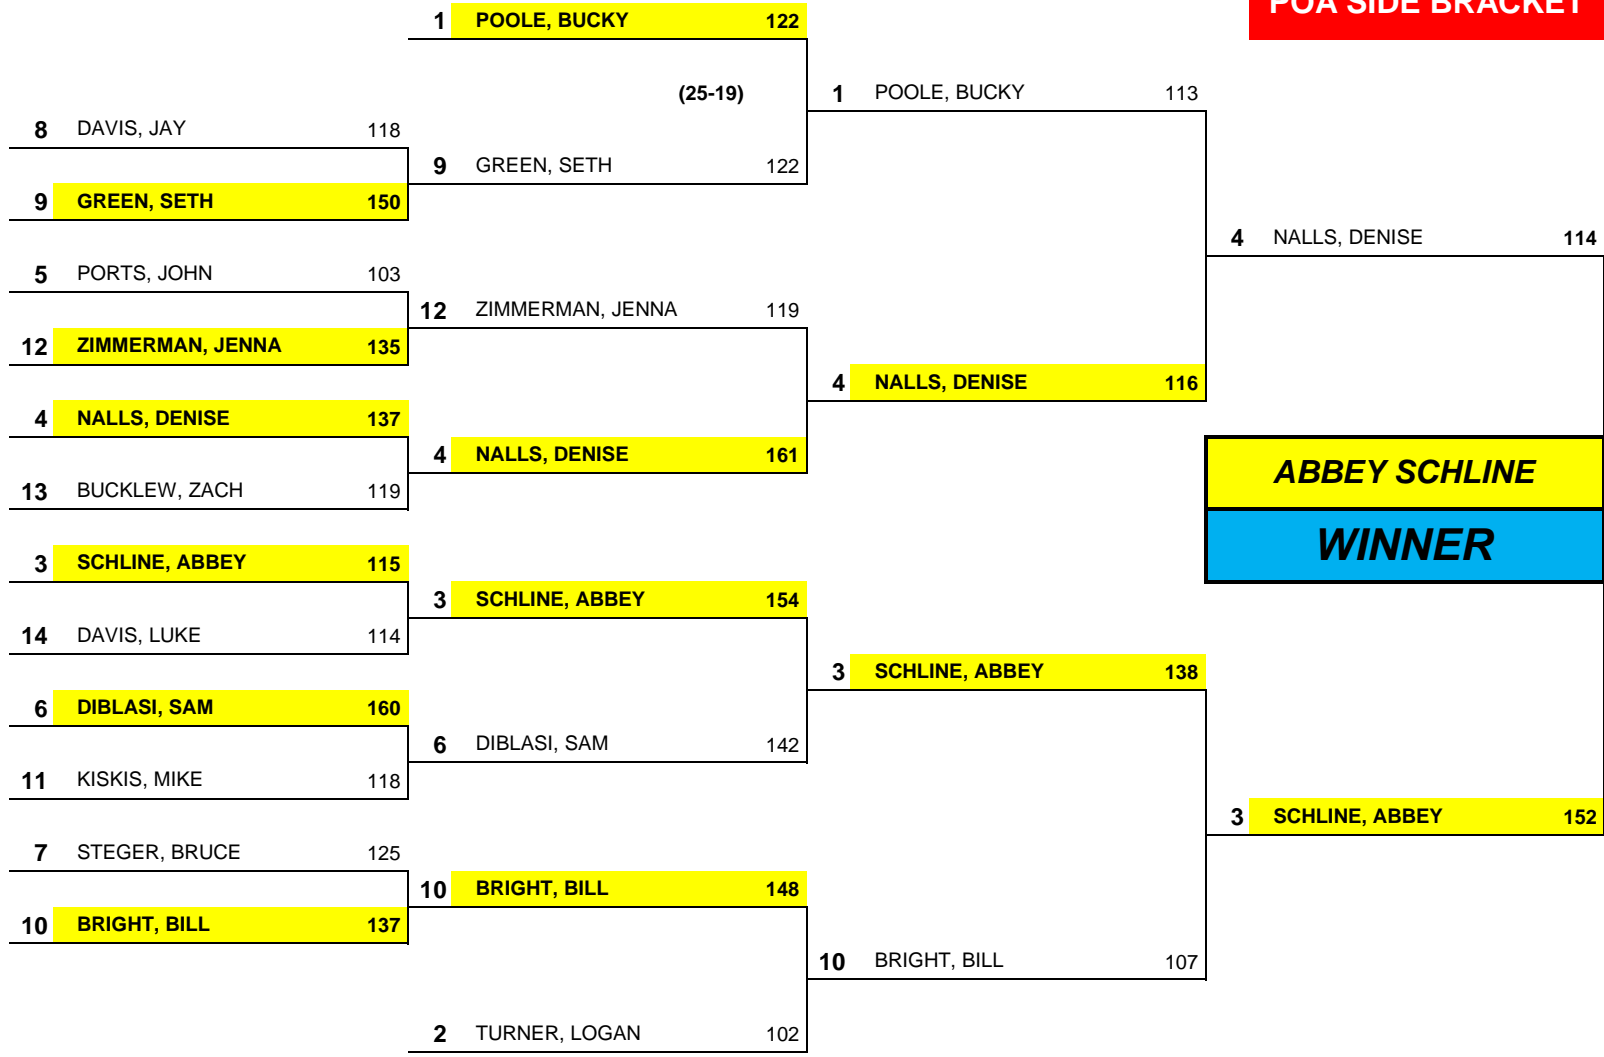 POA SIDE BRACKET
1 POOLE, BUCKY 122
(25-19)
1 POOLE, BUCKY 113
8 DAVIS, JAY 118
9 GREEN, SETH 122
9 GREEN, SETH 150
4 NALLS, DENISE 114
5 PORTS, JOHN 103
12 ZIMMERMAN, JENNA 119
12 ZIMMERMAN, JENNA 135
4 NALLS, DENISE 116
4 NALLS, DENISE 137
4 NALLS, DENISE 161
ABBEY SCHLINE
13 BUCKLEW, ZACH 119
WINNER
3 SCHLINE, ABBEY 115
3 SCHLINE, ABBEY 154
14 DAVIS, LUKE 114
3 SCHLINE, ABBEY 138
6 DIBLASI, SAM 160
6 DIBLASI, SAM 142
11 KISKIS, MIKE 118
3 SCHLINE, ABBEY 152
7 STEGER, BRUCE 125
10 BRIGHT, BILL 148
10 BRIGHT, BILL 137
10 BRIGHT, BILL 107
2 TURNER, LOGAN 102